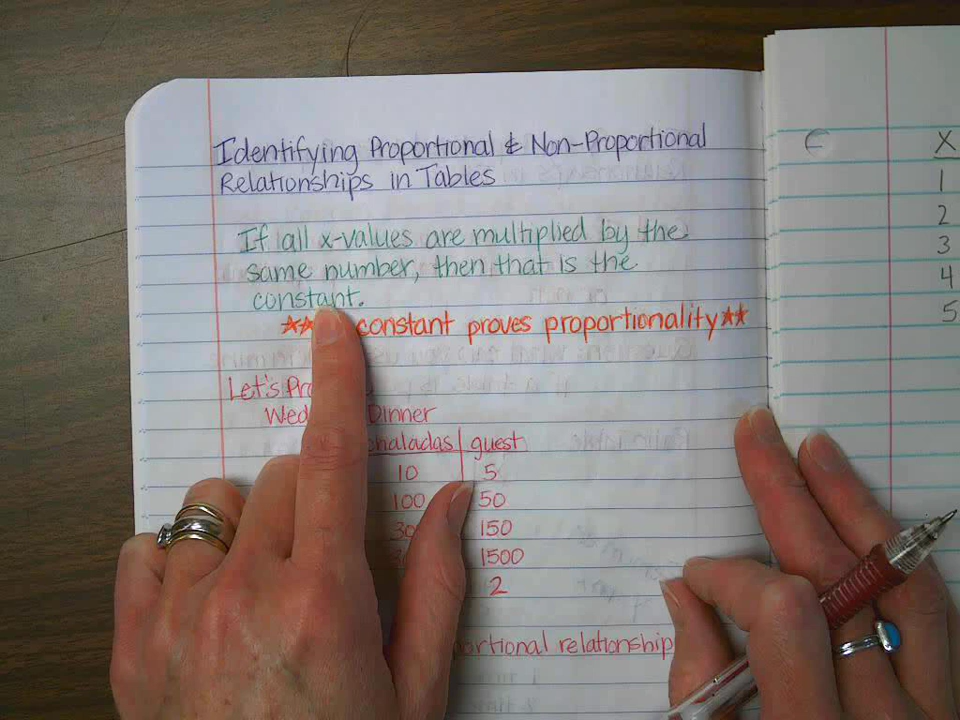 Identifying Proportional & Non-Proportional
Relationships in Tables
If all x-values are multiplied by the
same number, then that is the
constant.
constant proves proportionality**
Let's Pr
Wed Dinner
chaladas guest
10 5
100 50
30 150
1500
2
portional relationship
E
X
1
2
3
4
5